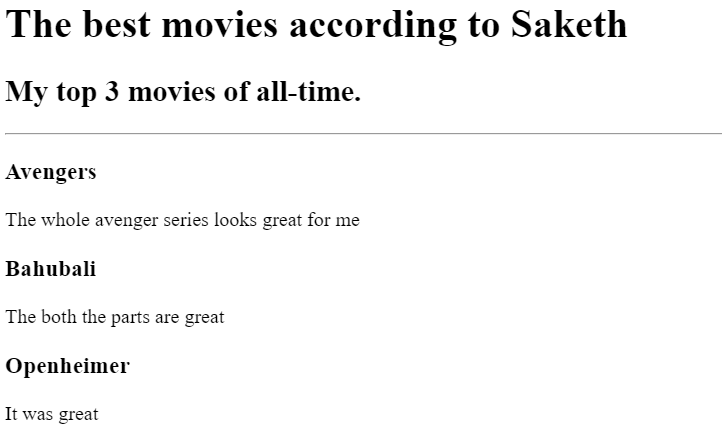 The best movies according to Saketh
My top 3 movies of all-time.
Avengers
The whole avenger series looks great for me
Bahubali
The both the parts are great
Openheimer
It was great